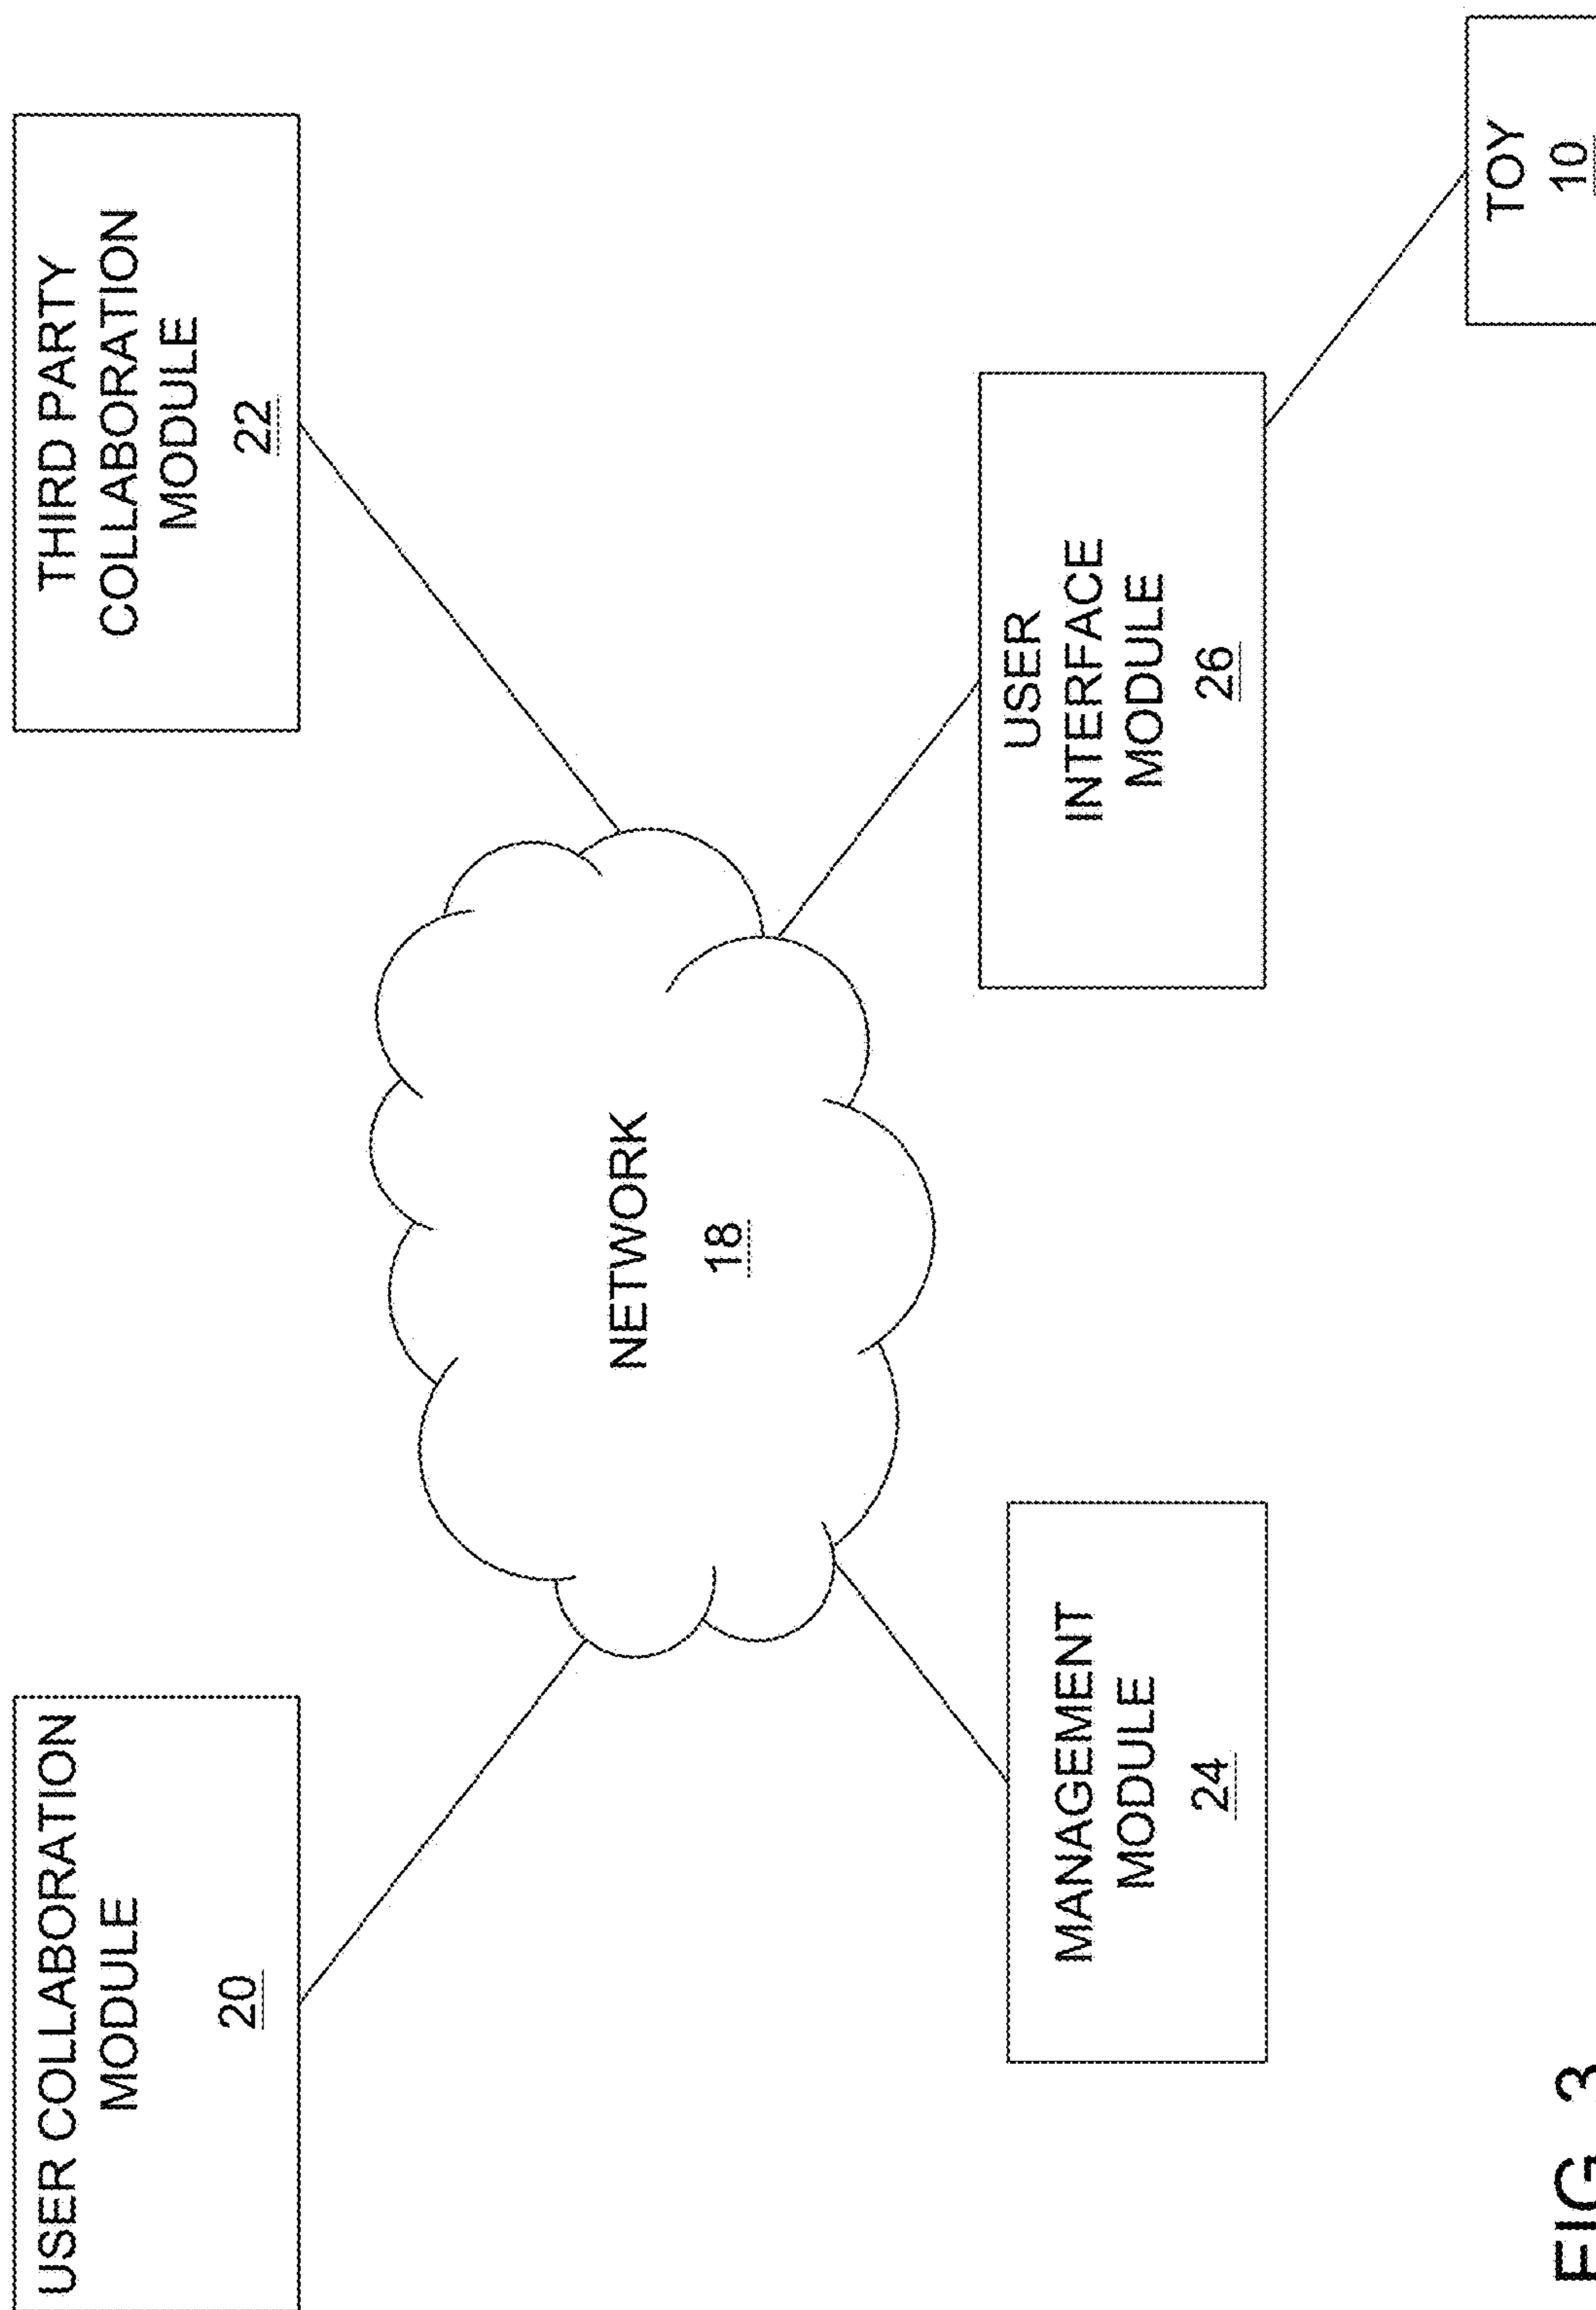 USER COLLABORATION
MODULE
20
THIRD PARTY
COLLABORATION
MODULE
22
NETWORK
18
MANAGEMENT
MODULE
24
USER
INTERFACE
MODULE
26
TOY
10
FIG. 3